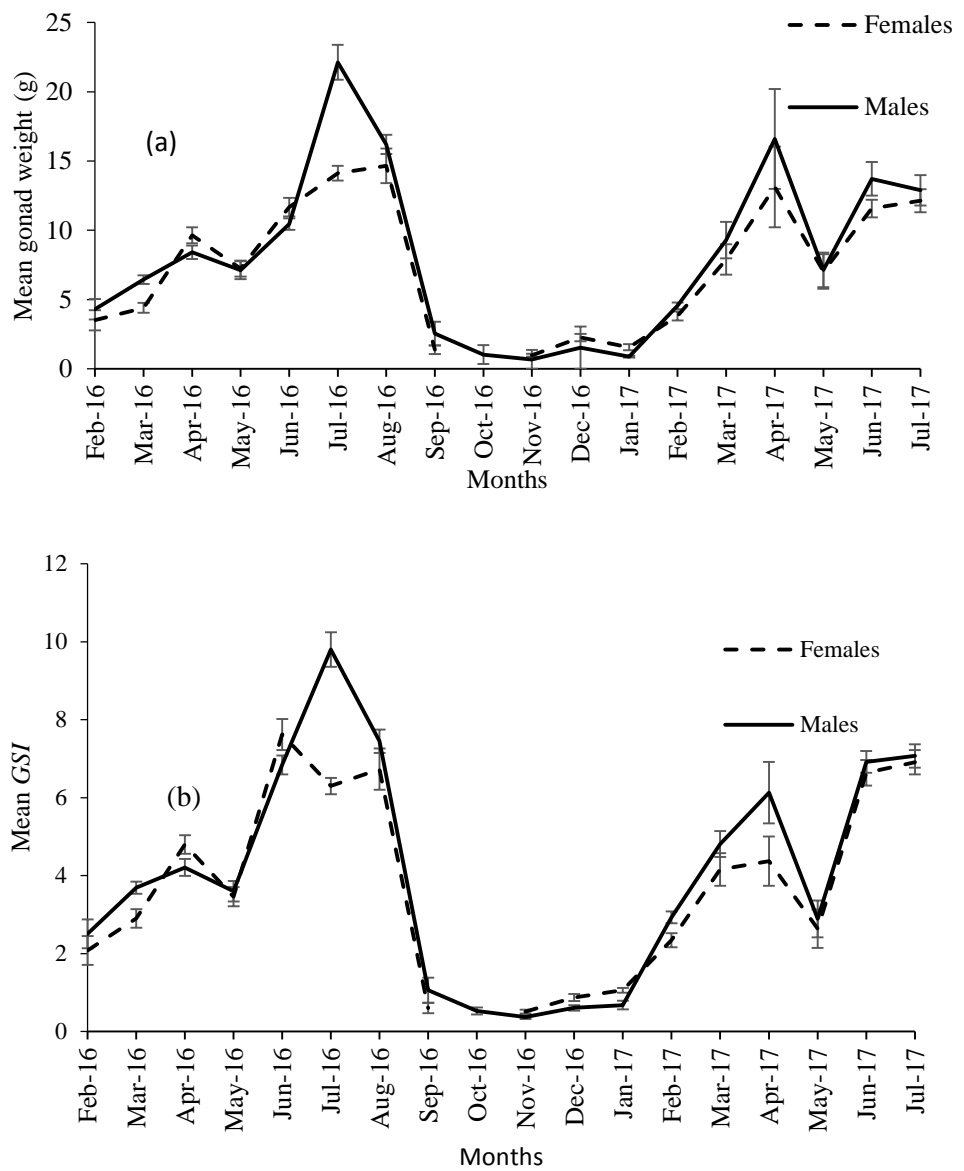 25
20
15
10
5
0
Mean gonad weight (g)
(a)
Females
Males
Feb-16
Mar-16
Apr-16
May-16
Jun-16
Jul-16
Aug-16
Sep-16
Oct-16
Nov-16
Dec-16
Jan-17
Feb-17
Mar-17
Apr-17
May-17
Jun-17
Jul-17
Months
12
10
8
6
4
2
0
Mean GSI
(b)
Females
Males
Feb-16
Mar-16
Apr-16
May-16
Jun-16
Jul-16
Aug-16
Sep-16
Oct-16
Nov-16
Dec-16
Jan-17
Feb-17
Mar-17
Apr-17
May-17
Jun-17
Jul-17
Months